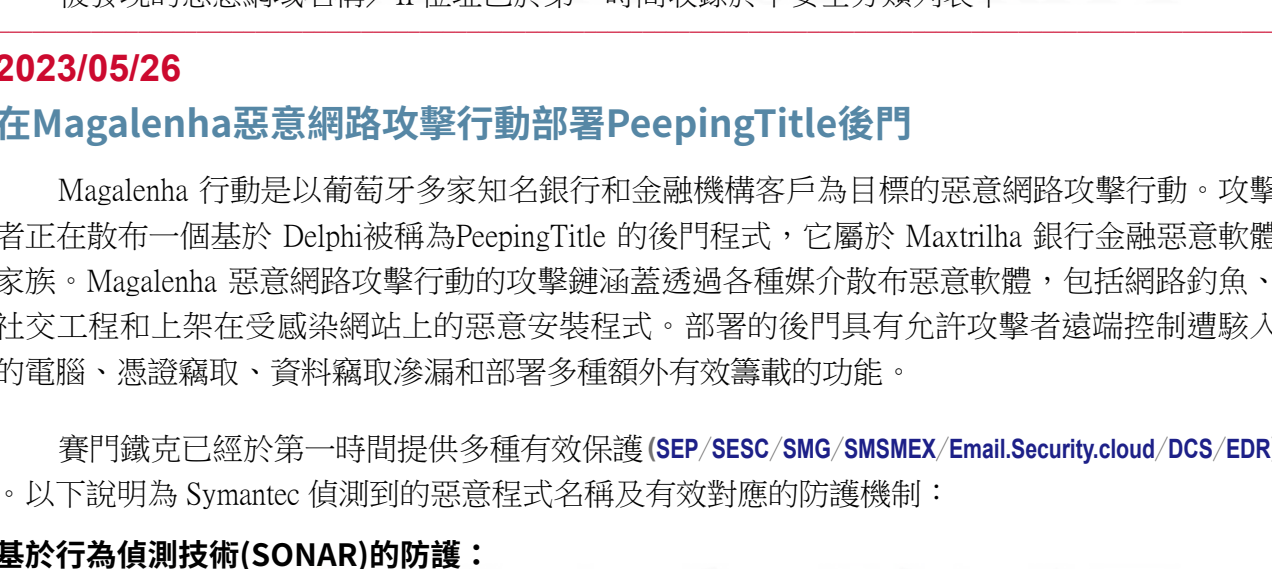 2023/05/26
在Magalenha惡意網路攻擊行動部署PeepingTitle後門
Magalenha 行動是以葡萄牙多家知名銀行和金融機構客戶為目標的惡意網路攻擊行動。攻擊
者正在散布一個基於 Delphi被稱為PeepingTitle 的後門程式，它屬於 Maxtrilha 銀行金融惡意軟體
家族。Magalenha 惡意網路攻擊行動的攻擊鏈涵蓋透過各種媒介散布惡意軟體，包括網路釣魚、
社交工程和上架在受感染網站上的惡意安裝程式。部署的後門具有允許攻擊者遠端控制遭駭入
的電腦、憑證竊取、資料竊取滲漏和部署多種額外有效籌載的功能。
賽門鐵克已經於第一時間提供多種有效保護(SEP/SESC/SMG/SMSMEX/Email.Security.cloud/DCS/EDR
。以下說明為 Symantec 偵測到的惡意程式名稱及有效對應的防護機制：
基於行為偵測技術(SONAR)的防護：